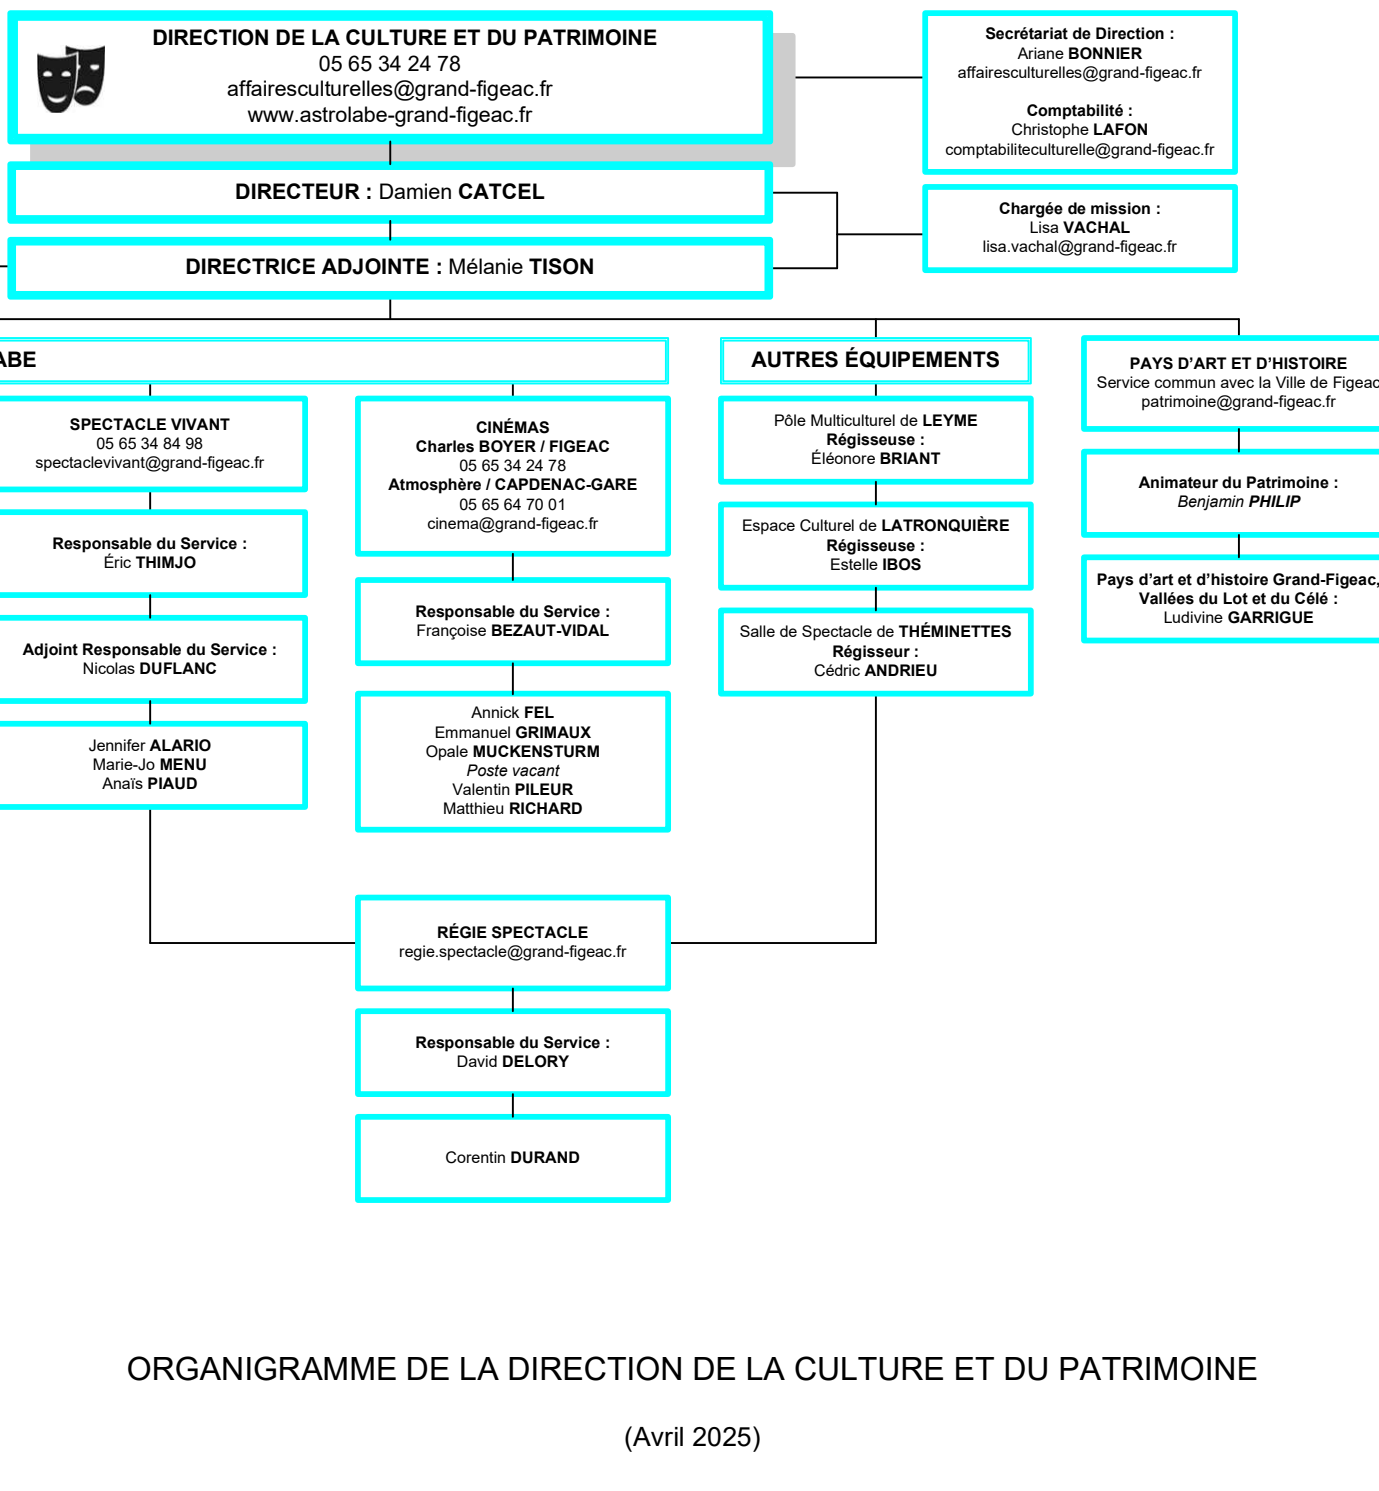 DIRECTION DE LA CULTURE ET DU PATRIMOINE
05 65 34 24 78
affairesculturelles@grand-figeac.fr
www.astrolabe-grand-figeac.fr
Secrétariat de Direction :
Ariane BONNIER
affairesculturelles@grand-figeac.fr
Comptabilité :
Christophe LAFON
comptabiliteculturelle@grand-figeac.fr
DIRECTEUR : Damien CATCEL
Chargée de mission :
Lisa VACHAL
lisa.vachal@grand-figeac.fr
DIRECTRICE ADJOINTE : Mélanie TISON
ABE
SPECTACLE VIVANT
05 65 34 84 98
spectaclevivant@grand-figeac.fr
Responsable du Service :
Éric THIMJO
Adjoint Responsable du Service :
Nicolas DUFLANC
Jennifer ALARIO
Marie-Jo MENU
Anaïs PIAUD
CINÉMAS
Charles BOYER / FIGEAC
05 65 34 24 78
Atmosphère / CAPDENAC-GARE
05 65 64 70 01
cinema@grand-figeac.fr
Responsable du Service :
Françoise BEZAUT-VIDAL
Annick FEL
Emmanuel GRIMAUX
Opale MUCKENSTURM
Poste vacant
Valentin PILEUR
Matthieu RICHARD
AUTRES ÉQUIPEMENTS
Pôle Multiculturel de LEYME
Régisseuse :
Éléonore BRIANT
Espace Culturel de LATRONQUIÈRE
Régisseuse :
Estelle IBOS
Salle de Spectacle de THÉMINETTES
Régisseur :
Cédric ANDRIEU
PAYS D'ART ET D'HISTOIRE
Service commun avec la Ville de Figeac
patrimoine@grand-figeac.fr
Animateur du Patrimoine :
Benjamin PHILIP
Pays d'art et d'histoire Grand-Figeac,
Vallées du Lot et du Célé :
Ludivine GARRIGUE
RÉGIE SPECTACLE
regie.spectacle@grand-figeac.fr
Responsable du Service :
David DELORY
Corentin DURAND
ORGANIGRAMME DE LA DIRECTION DE LA CULTURE ET DU PATRIMOINE
(Avril 2025)